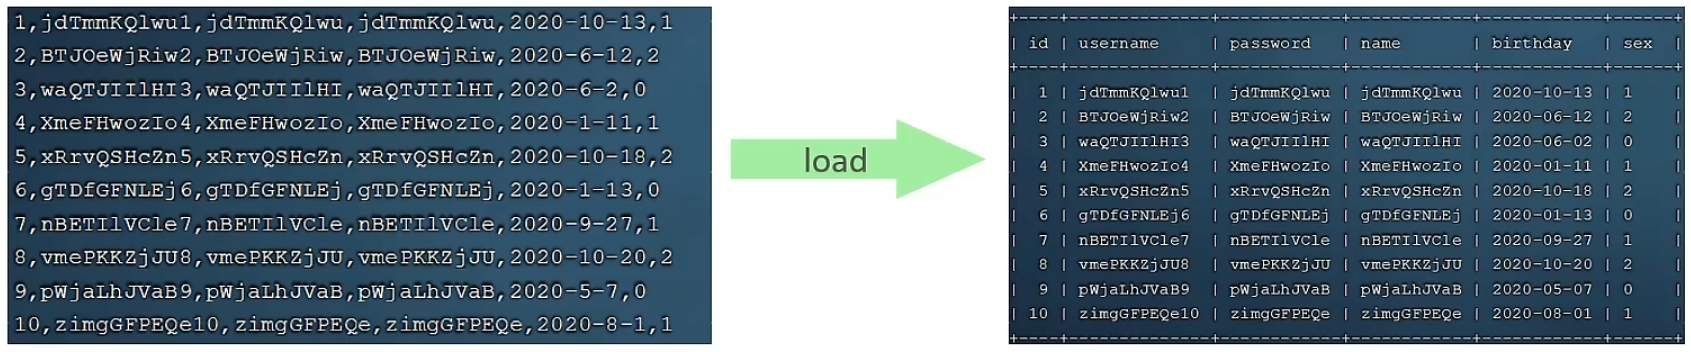 1,jdTmmKQlwu1,jdTmmKQlwu,jdTmmKQlwu,2020-10-13,1
2,BTJOeWjRiw2,BTJOeWjRiw,BTJOeWjRiw,2020-6-12,2
3,waQTJIIlHI3,waQTJIIlHI,waQTJIIlHI,2020-6-2,0
4,XmeFHwozIo4,XmeFHwozIo,XmeFHwozIo,2020-1-11,1
5,xRrvQSHcZn5,xRrvQSHcZn,xRrvQSHcZn,2020-10-18,2
6,gTDfGFNLEj6,gTDfGFNLEj,gTDfGFNLEj,2020-1-13,0
7,nBETIlVCle7,nBETIlVCle,nBETIlVCle,2020-9-27,1
8,vmePKKZjJU8,vmePKKZjJU,vmePKKZjJU,2020-10-20,2
9,pWjaLhJVaB9,pWjaLhJVaB,pWjaLhJVaB,2020-5-7,0
10,zimgGFPEQe10,zimgGFPEQe,zimgGFPEQe,2020-8-1,1
load
+----+--------------+------------+------------+------------+------+
| id | username | password | name | birthday | sex |
+----+--------------+------------+------------+------------+------+
| 1 | jdTmmKQlwu1 | jdTmmKQlwu | jdTmmKQlwu | 2020-10-13 | 1 |
| 2 | BTJOeWjRiw2 | BTJOeWjRiw | BTJOeWjRiw | 2020-06-12 | 2 |
| 3 | waQTJIIlHI3 | waQTJIIlHI | waQTJIIlHI | 2020-06-02 | 0 |
| 4 | XmeFHwozIo4 | XmeFHwozIo | XmeFHwozIo | 2020-01-11 | 1 |
| 5 | xRrvQSHcZn5 | xRrvQSHcZn | xRrvQSHcZn | 2020-10-18 | 2 |
| 6 | gTDfGFNLEj6 | gTDfGFNLEj | gTDfGFNLEj | 2020-01-13 | 0 |
| 7 | nBETIlVCle7 | nBETIlVCle | nBETIlVCle | 2020-09-27 | 1 |
| 8 | vmePKKZjJU8 | vmePKKZjJU | vmePKKZjJU | 2020-10-20 | 2 |
| 9 | pWjaLhJVaB9 | pWjaLhJVaB | pWjaLhJVaB | 2020-05-07 | 0 |
| 10 | zimgGFPEQe10 | zimgGFPEQe | zimgGFPEQe | 2020-08-01 | 1 |
+----+--------------+------------+------------+------------+------+